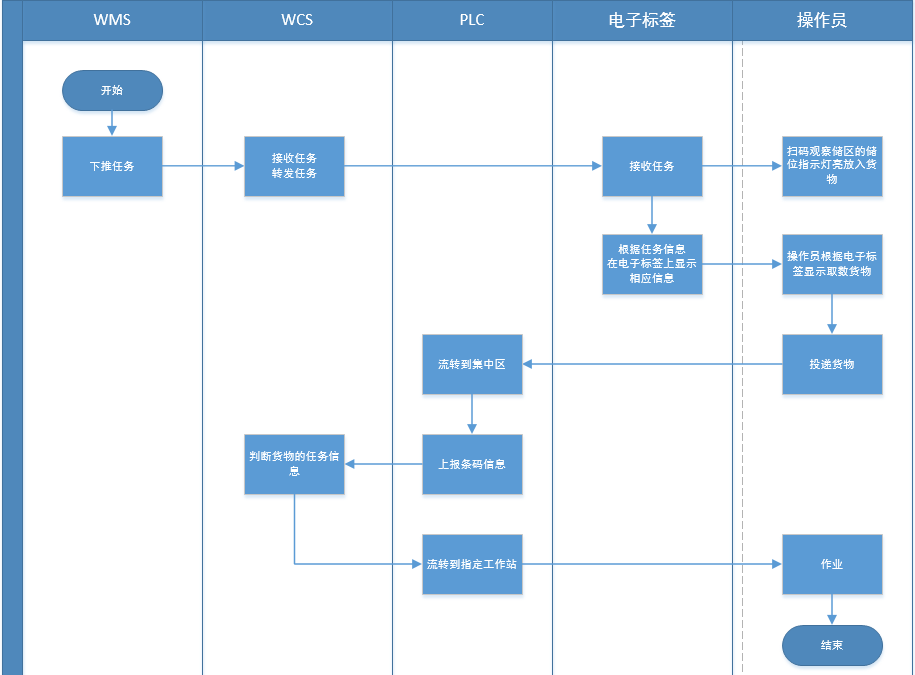 WMS
WCS
PLC
电子标签
操作员
开始
下推任务
接收任务
转发任务
接收任务
扫码观察储区的储
位指示灯亮放入货
物
根据任务信息
在电子标签上显示
相应信息
操作员根据电子标
签显示取数货物
流转到集中区
投递货物
判断货物的任务信
息
上报条码信息
流转到指定工作站
作业
结束